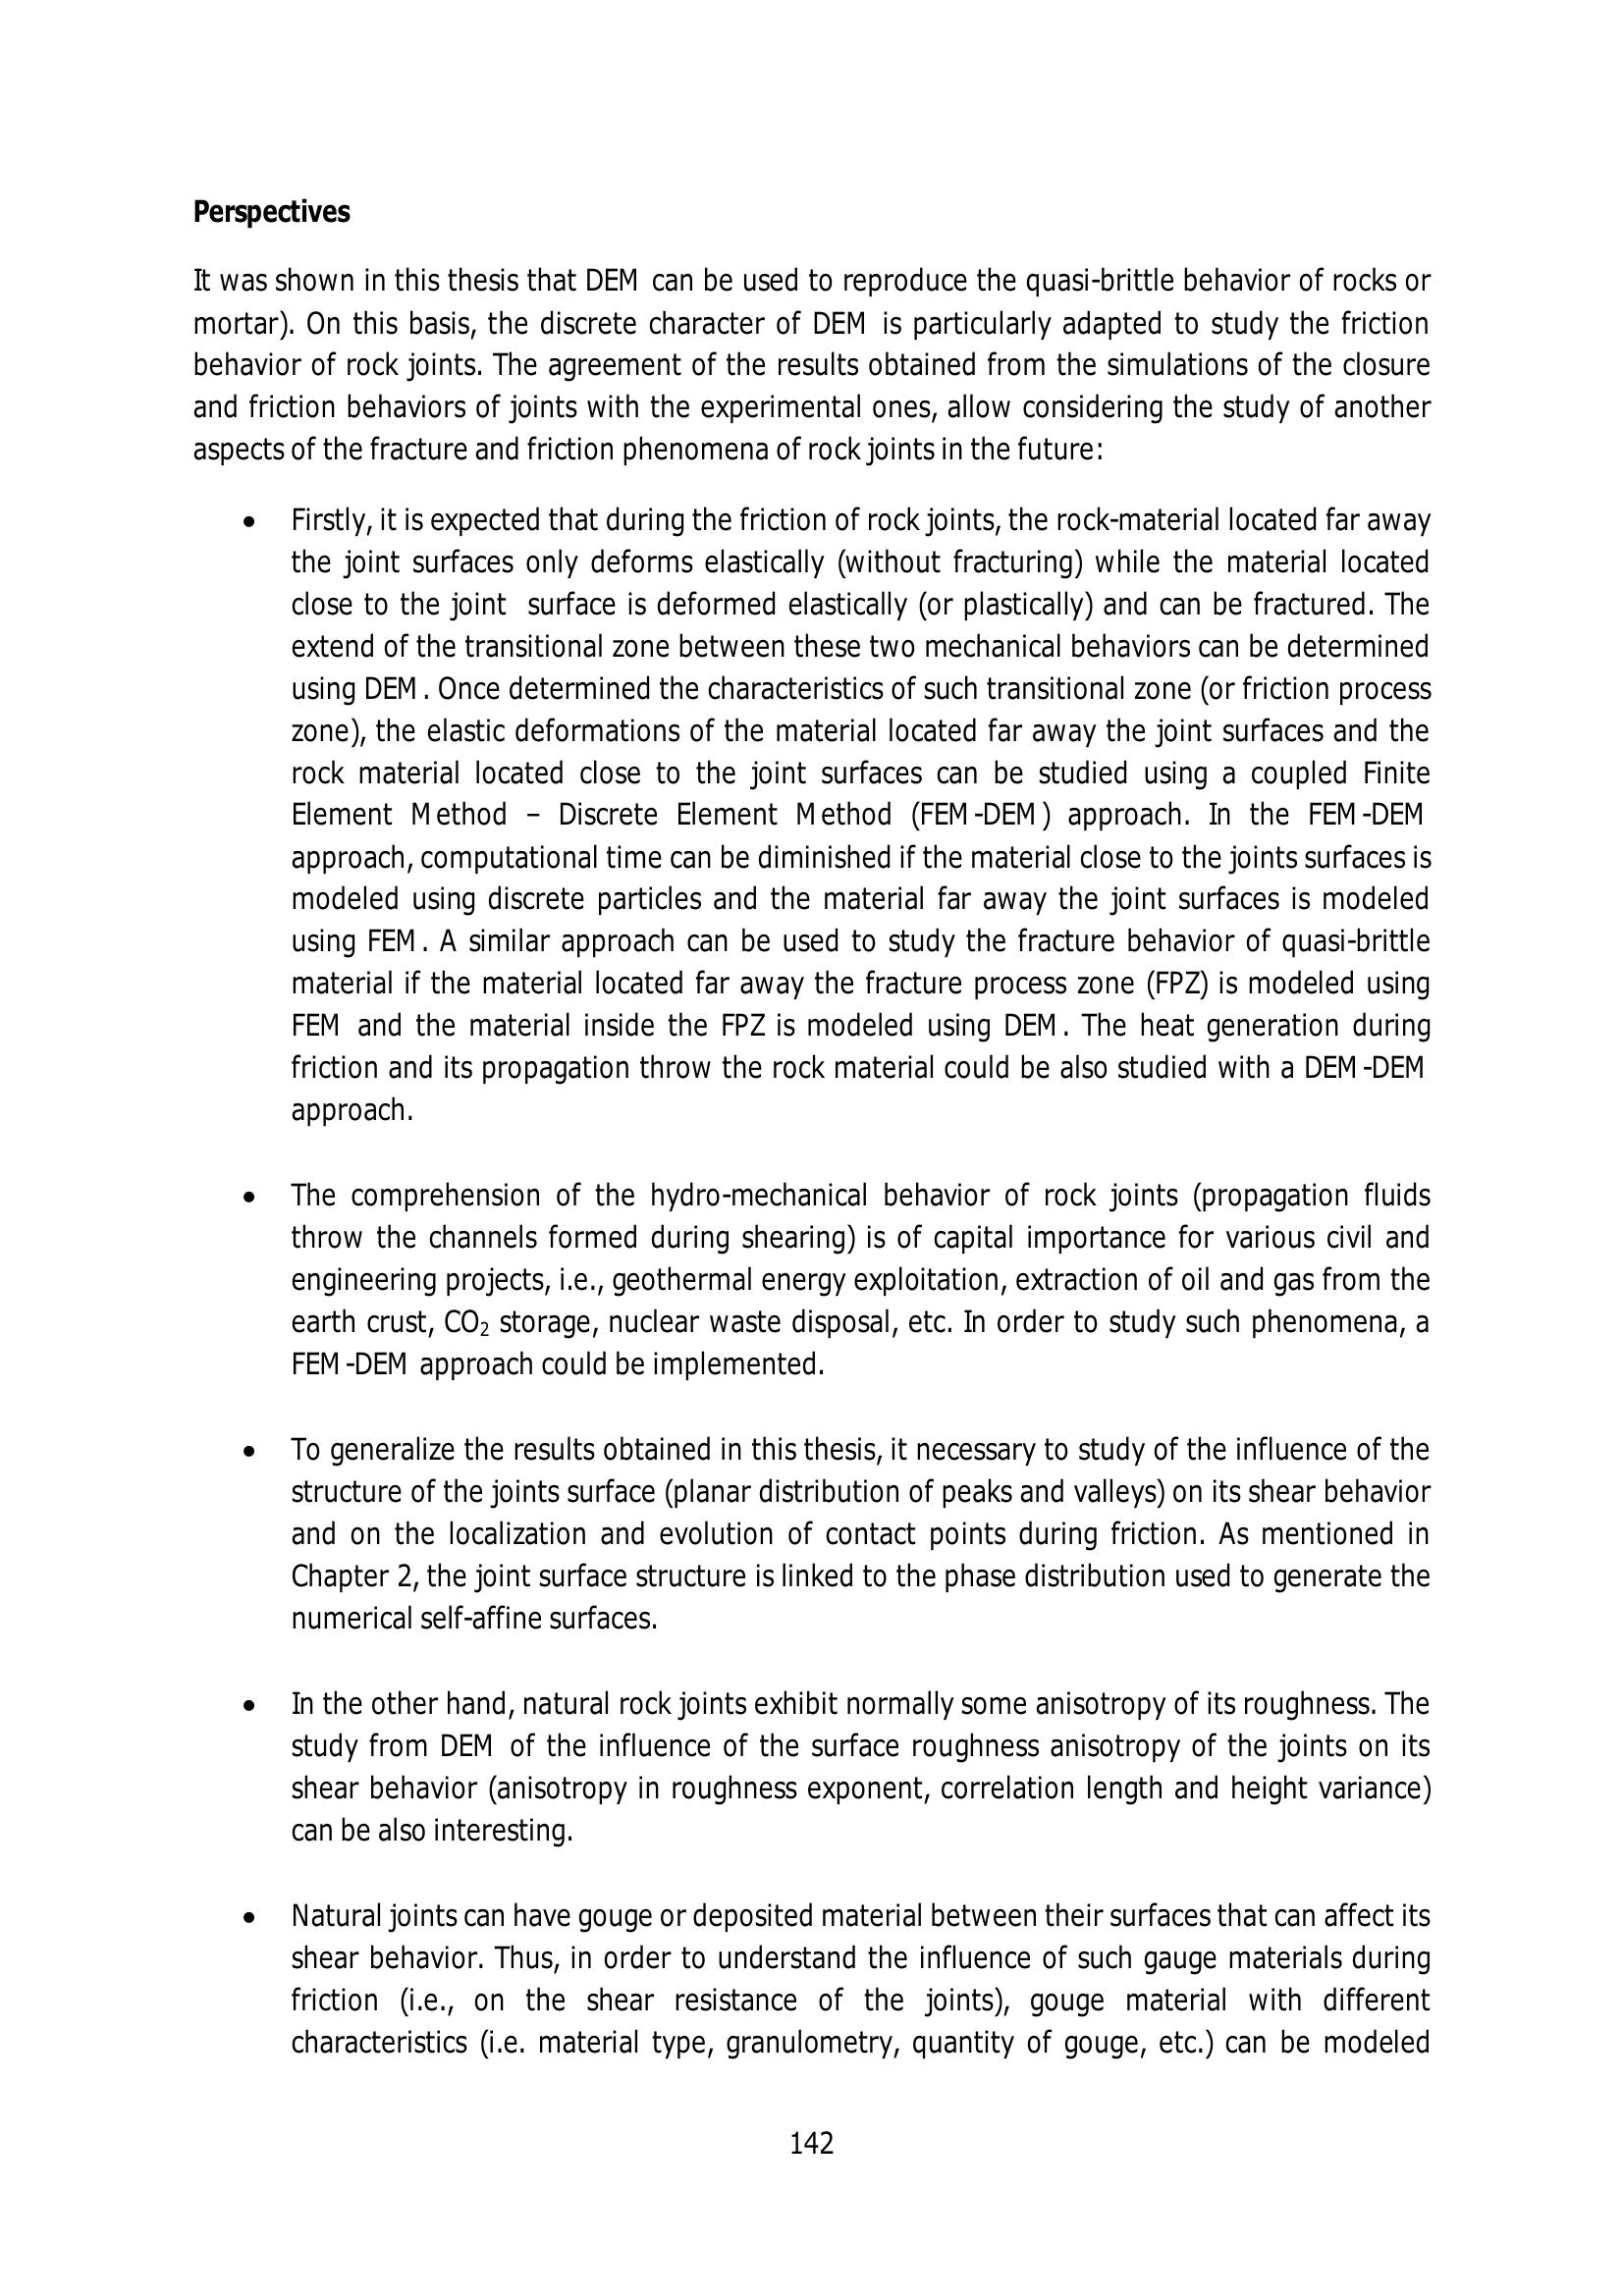 Perspectives
It was shown in this thesis that DEM can be used to reproduce the quasi-brittle behavior of rocks or
mortar). On this basis, the discrete character of DEM is particularly adapted to study the friction
behavior of rock joints. The agreement of the results obtained from the simulations of the closure
and friction behaviors of joints with the experimental ones, allow considering the study of another
aspects of the fracture and friction phenomena of rock joints in the future:
• Firstly, it is expected that during the friction of rock joints, the rock-material located far away
the joint surfaces only deforms elastically (without fracturing) while the material located
close to the joint surface is deformed elastically (or plastically) and can be fractured. The
extend of the transitional zone between these two mechanical behaviors can be determined
using DEM. Once determined the characteristics of such transitional zone (or friction process
zone), the elastic deformations of the material located far away the joint surfaces and the
rock material located close to the joint surfaces can be studied using a coupled Finite
Element Method – Discrete Element Method (FEM-DEM) approach. In the FEM-DEM
approach, computational time can be diminished if the material close to the joints surfaces is
modeled using discrete particles and the material far away the joint surfaces is modeled
using FEM. A similar approach can be used to study the fracture behavior of quasi-brittle
material if the material located far away the fracture process zone (FPZ) is modeled using
FEM and the material inside the FPZ is modeled using DEM. The heat generation during
friction and its propagation throw the rock material could be also studied with a DEM-DEM
approach.
• The comprehension of the hydro-mechanical behavior of rock joints (propagation fluids
throw the channels formed during shearing) is of capital importance for various civil and
engineering projects, i.e., geothermal energy exploitation, extraction of oil and gas from the
earth crust, CO₂ storage, nuclear waste disposal, etc. In order to study such phenomena, a
FEM-DEM approach could be implemented.
• To generalize the results obtained in this thesis, it necessary to study of the influence of the
structure of the joints surface (planar distribution of peaks and valleys) on its shear behavior
and on the localization and evolution of contact points during friction. As mentioned in
Chapter 2, the joint surface structure is linked to the phase distribution used to generate the
numerical self-affine surfaces.
• In the other hand, natural rock joints exhibit normally some anisotropy of its roughness. The
study from DEM of the influence of the surface roughness anisotropy of the joints on its
shear behavior (anisotropy in roughness exponent, correlation length and height variance)
can be also interesting.
• Natural joints can have gouge or deposited material between their surfaces that can affect its
shear behavior. Thus, in order to understand the influence of such gauge materials during
friction (i.e., on the shear resistance of the joints), gouge material with different
characteristics (i.e. material type, granulometry, quantity of gouge, etc.) can be modeled
142